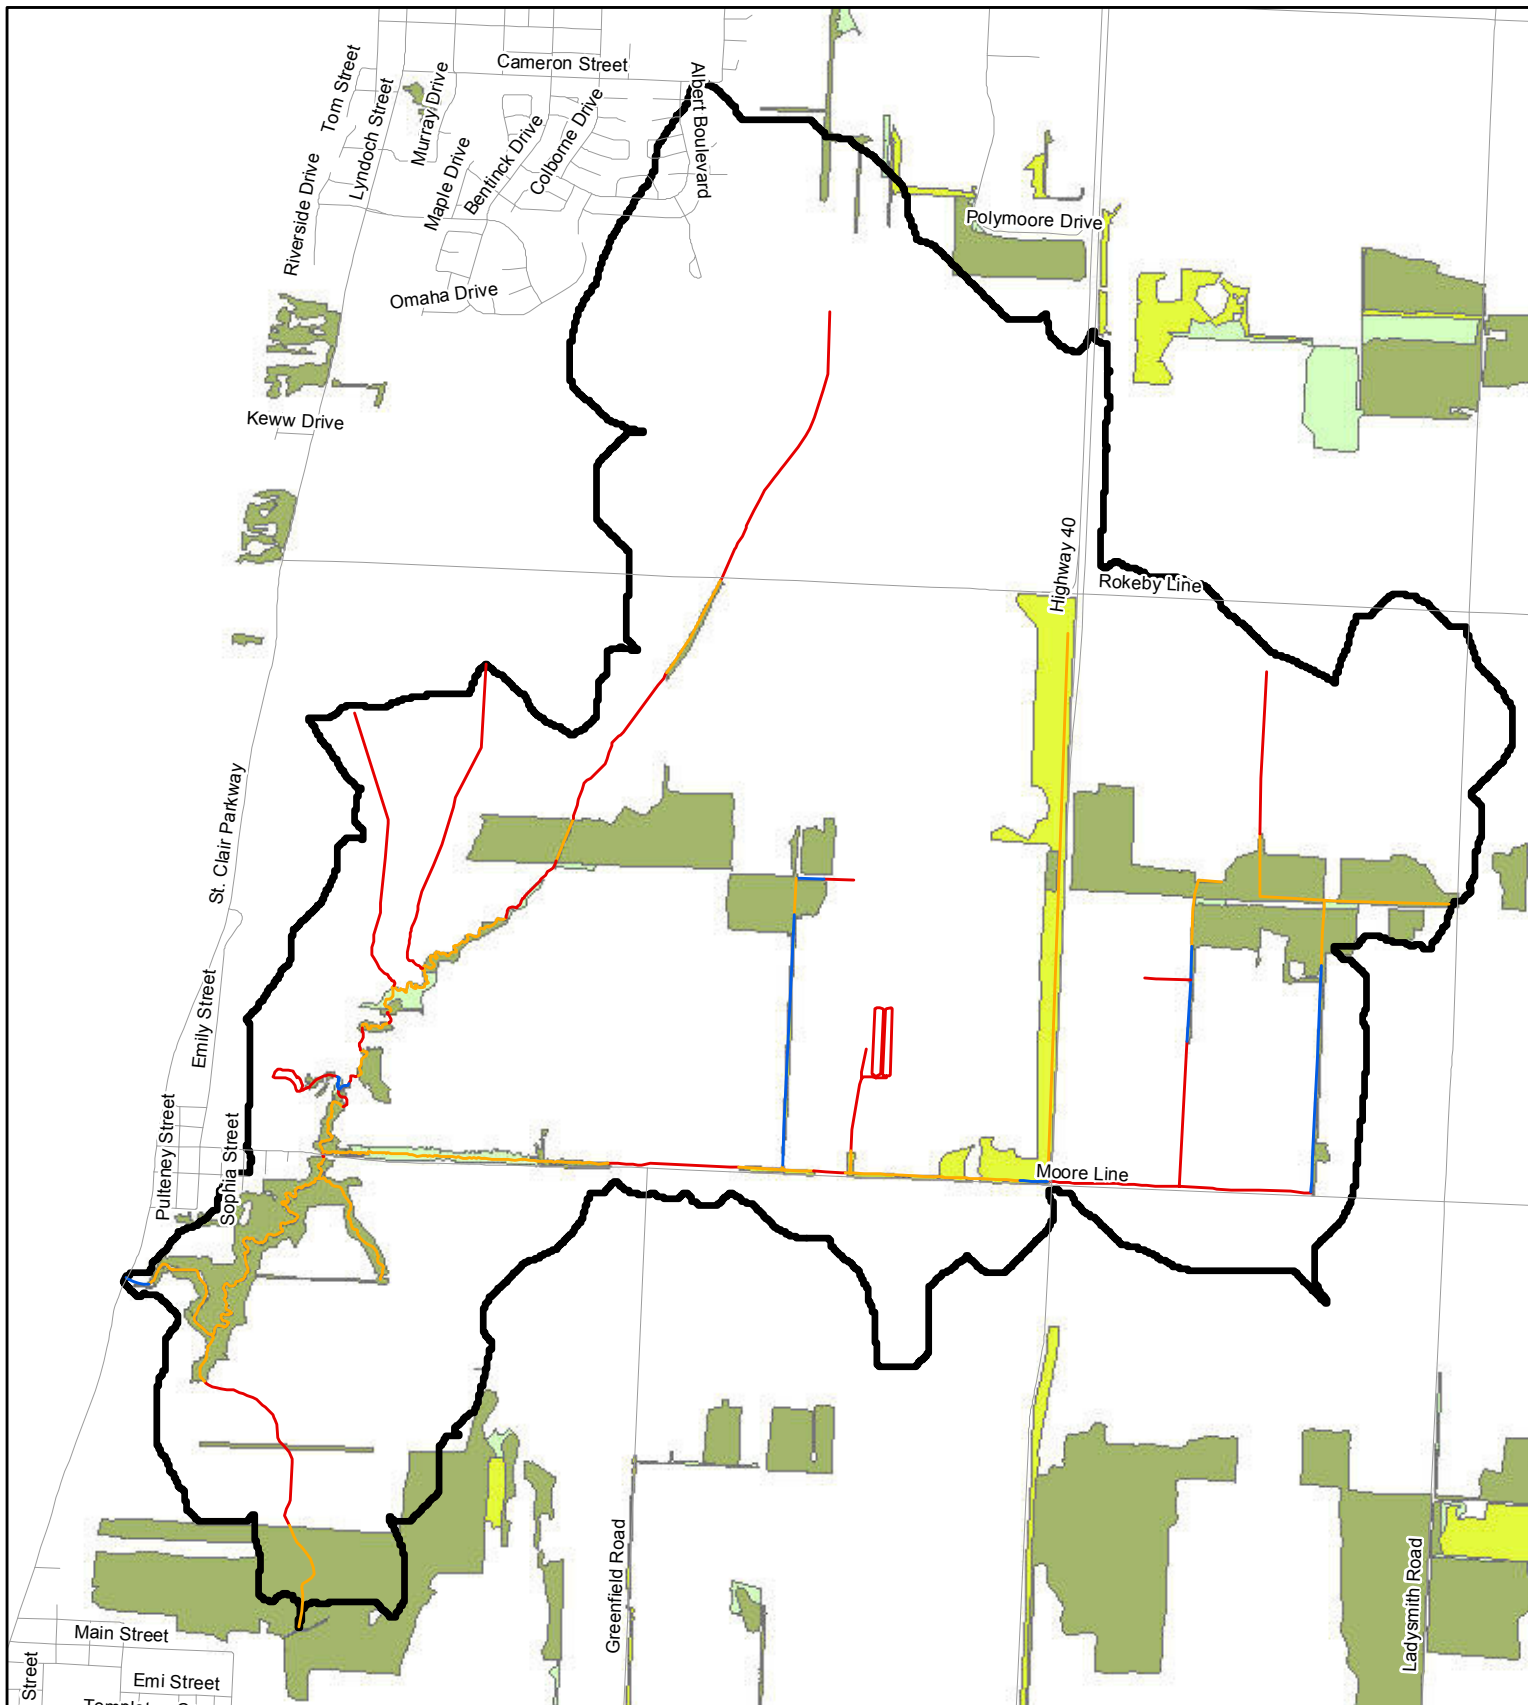 Cameron Street
Tom Street
Lyndoch Street
Murray Drive
Albert Boulevard
Maple Drive
Bentinck Drive
Colborne Drive
Riverside Drive
Polymoore Drive
Omaha Drive
Keww Drive
Highway 40
Rokeby Line
St. Clair Parkway
Emily Street
Pulteney Street
Sophia Street
Moore Line
Greenfield Road
Ladysmith Road
Main Street
Emi Street
Street